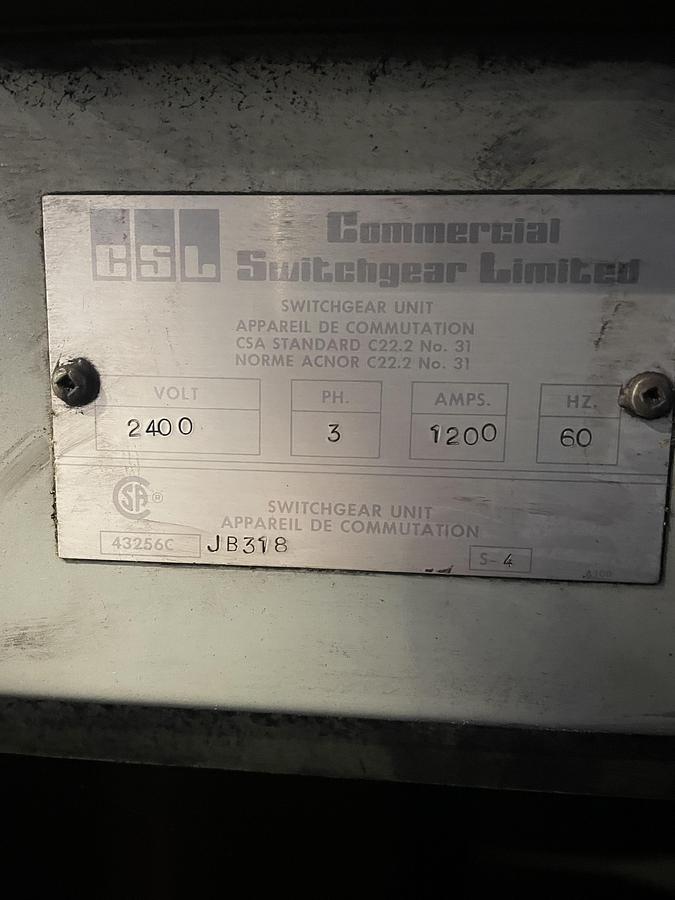 CSL
Commercial
Switchgear Limited
SWITCHGEAR UNIT
APPAREIL DE COMMUTATION
CSA STANDARD C22.2 No. 31
NORME ACNOR C22.2 No. 31
VOLT PH. AMPS. HZ.
2400 3 1200 60
SA ®
SWITCHGEAR UNIT
APPAREIL DE COMMUTATION
43256C JB318 S-4